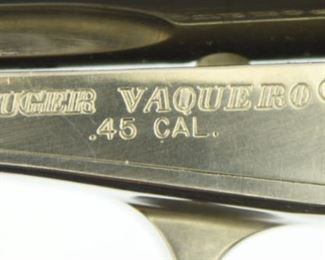 UGER VAQUERO
.45 CAL.